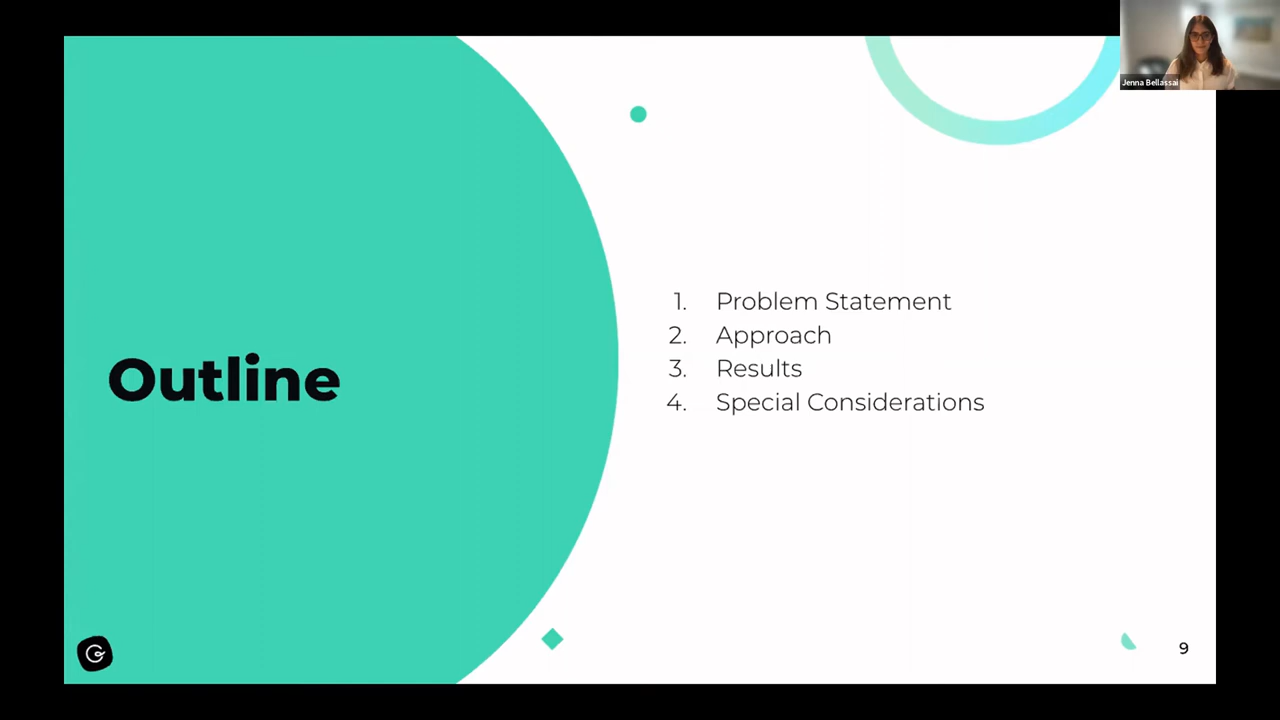 Jenna Bellassai
Outline
1. Problem Statement
2. Approach
3. Results
4. Special Considerations
9